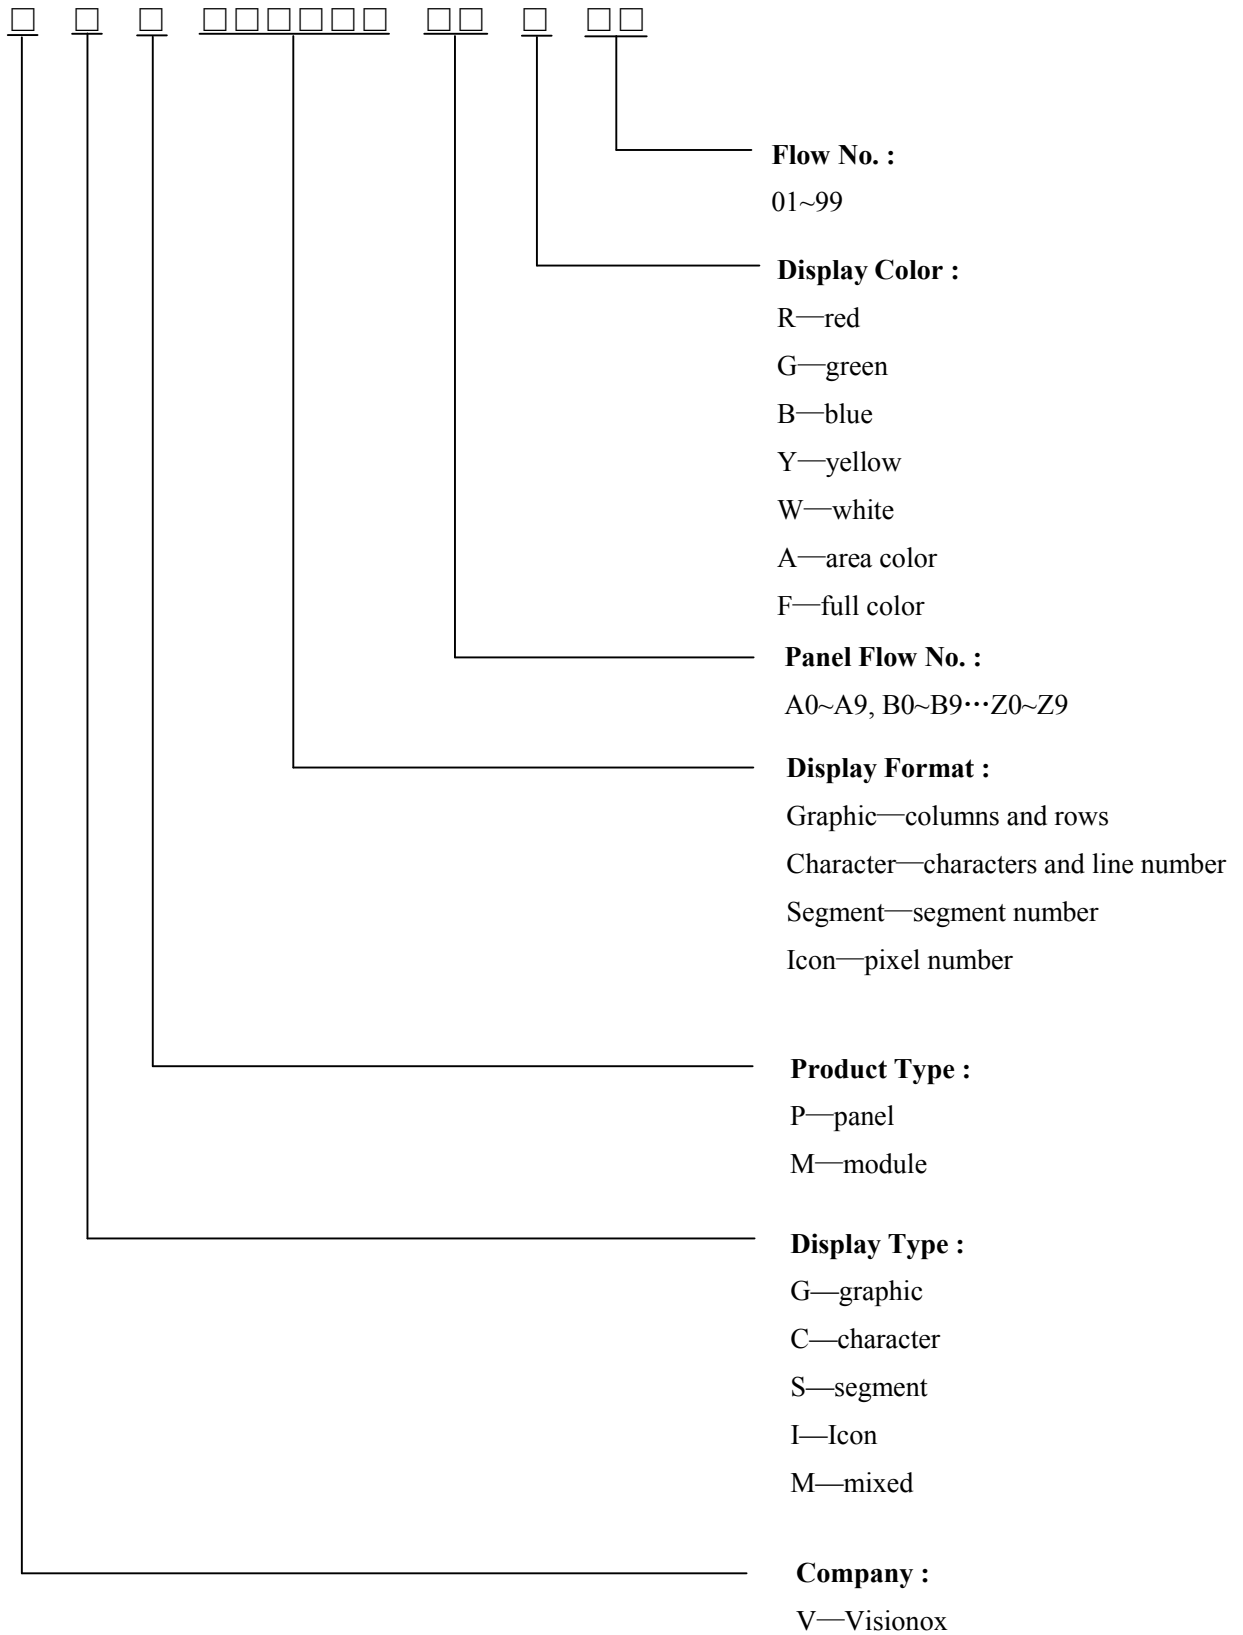 □ □ □ □□□□□□ □□ □ □□
Flow No. :
01~99
Display Color :
R—red
G—green
B—blue
Y—yellow
W—white
A—area color
F—full color
Panel Flow No. :
A0~A9, B0~B9⋯Z0~Z9
Display Format :
Graphic—columns and rows
Character—characters and line number
Segment—segment number
Icon—pixel number
Product Type :
P—panel
M—module
Display Type :
G—graphic
C—character
S—segment
I—Icon
M—mixed
Company :
V—Visionox